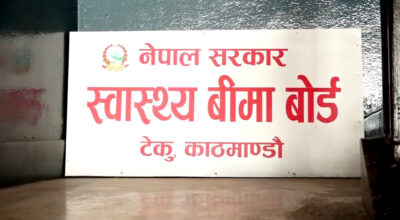 नेपाल सरकार
स्वास्थ्य बीमा बोर्ड
टेकु, काठमाण्डौ